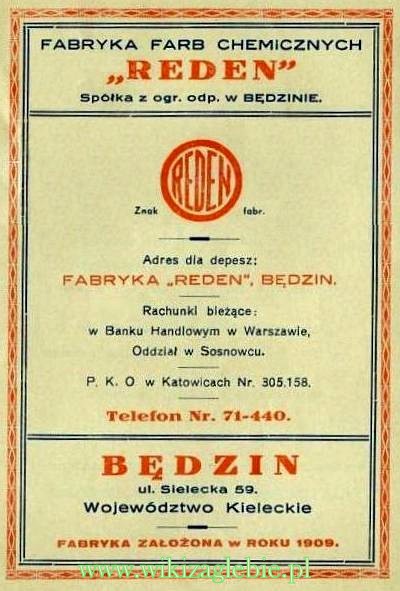 FABRYKA FARB CHEMICZNYCH
„REDEN”
Spółka z ogr. odp. w BĘDZINIE.
REDEN
Znak fabr.
Adres dla depesz:
FABRYKA „REDEN”, BĘDZIN.
Rachunki bieżące:
w Banku Handlowym w Warszawie,
Oddział w Sosnowcu.
P. K. O w Katowicach Nr. 305.158.
Telefon Nr. 71-440.
BĘDZIN
ul. Sielecka 59.
Województwo Kieleckie
FABRYKA ZAŁOŻONA w ROKU 1909.
www.wikizaglebie.pl